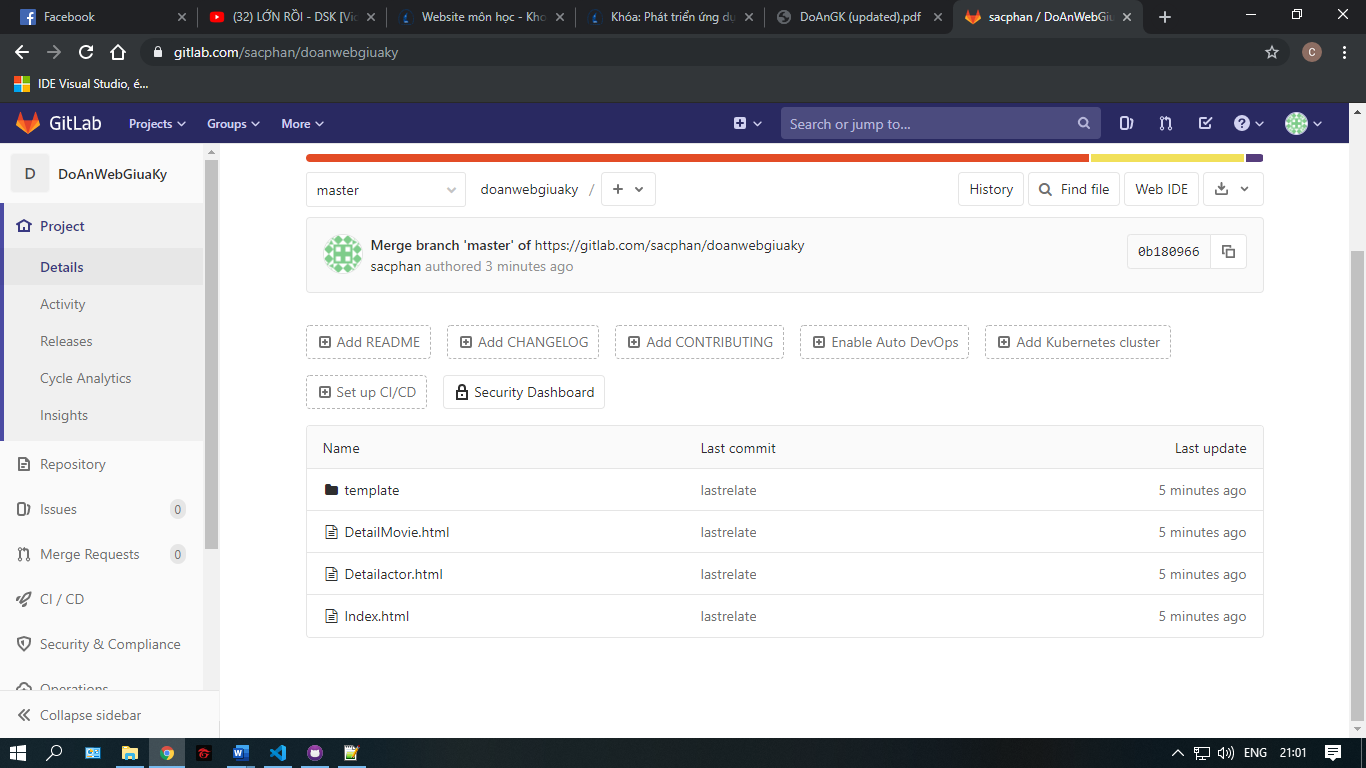 Facebook
(32) LỚN RỒI - DSK [Vid
Website môn học - Kho
Khóa: Phát triển ứng dụ
DoAnGK (updated).pdf
sacphan / DoAnWebGiu
gitlab.com/sacphan/doanwebgiuaky
C
IDE Visual Studio, é...
GitLab
Projects
Groups
More
Search or jump to...
D
DoAnWebGiuaKy
Project
Details
Activity
Releases
Cycle Analytics
Insights
Repository
Issues 0
Merge Requests 0
CI / CD
Security & Compliance
Operations
Collapse sidebar
master
doanwebgiuaky /
History
Find file
Web IDE
Merge branch 'master' of https://gitlab.com/sacphan/doanwebgiuaky
sacphan authored 3 minutes ago
0b180966
Add README
Add CHANGELOG
Add CONTRIBUTING
Enable Auto DevOps
Add Kubernetes cluster
Set up CI/CD
Security Dashboard
Name Last commit Last update
template lastrelate 5 minutes ago
DetailMovie.html lastrelate 5 minutes ago
Detailactor.html lastrelate 5 minutes ago
Index.html lastrelate 5 minutes ago
ENG 21:01